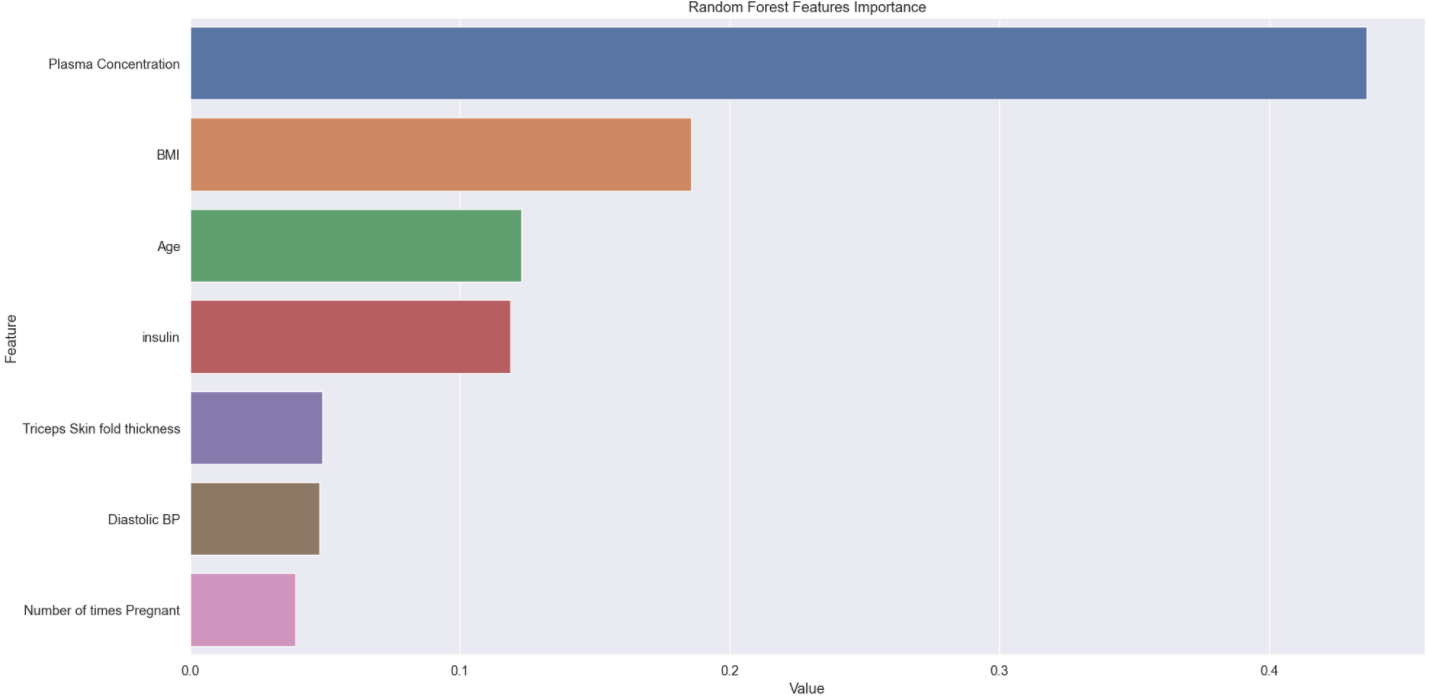 Random Forest Features Importance
Feature
Plasma Concentration
BMI
Age
insulin
Triceps Skin fold thickness
Diastolic BP
Number of times Pregnant
0.0 0.1 0.2 0.3 0.4
Value